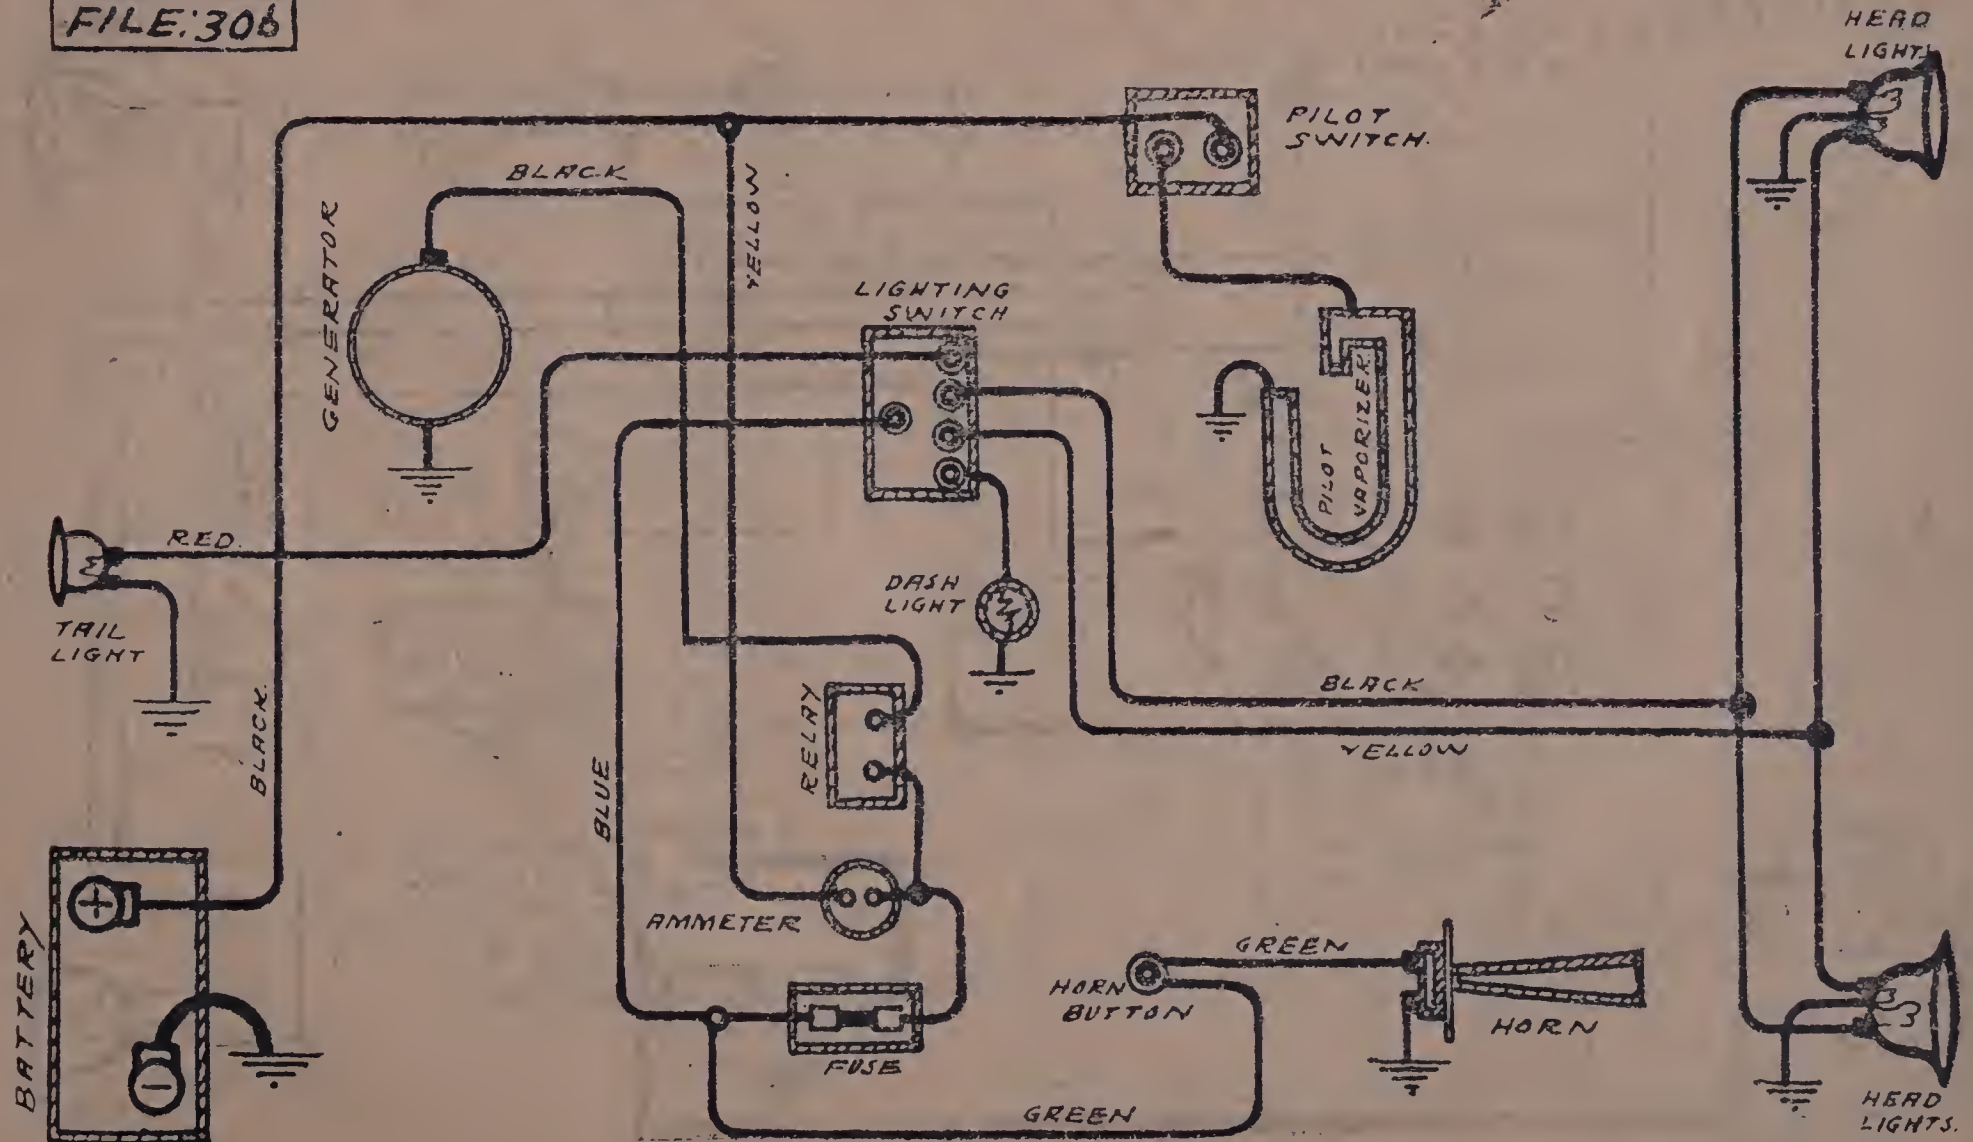 FILE: 306
HEAD
LIGHTS
PILOT
SWITCH.
BLACK
YELLOW
GENERATOR
LIGHTING
SWITCH
PILOT
VAPORIZER
RED.
TAIL
LIGHT
DASH
LIGHT
BLACK.
RELAY
BLACK
YELLOW
BLUE
AMMETER
BATTERY
+
−
FUSE
HORN
BUTTON
GREEN
HORN
GREEN
HEAD
LIGHTS.